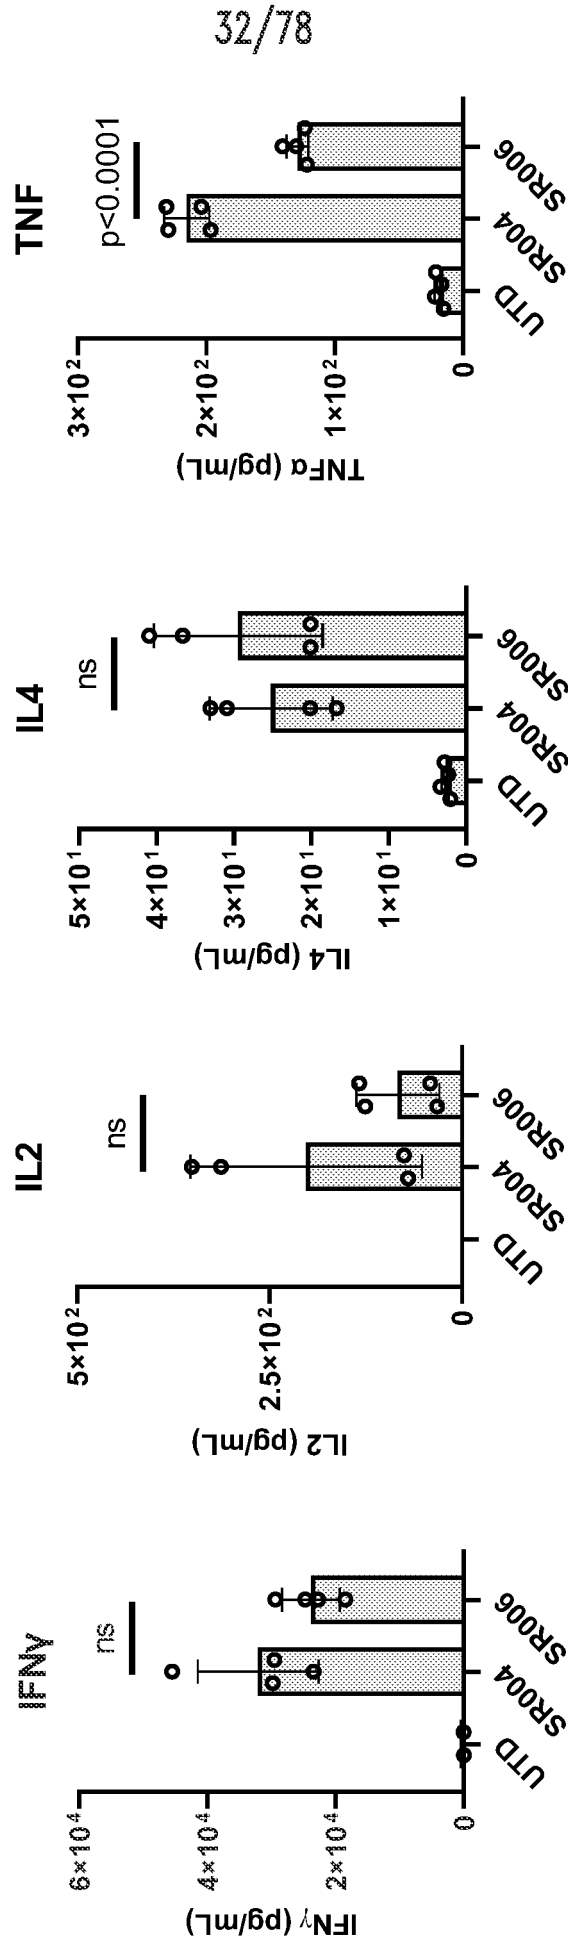 32/78
IFNγ
IFNγ (pg/mL)
6×10⁴
4×10⁴
2×10⁴
0
ns
UTD
SR004
SR006
IL2
IL2 (pg/mL)
5×10²
2.5×10²
0
ns
UTD
SR004
SR006
IL4
IL4 (pg/mL)
5×10¹
4×10¹
3×10¹
2×10¹
1×10¹
0
ns
UTD
SR004
SR006
TNF
TNFα (pg/mL)
3×10²
2×10²
1×10²
0
p<0.0001
UTD
SR004
SR006